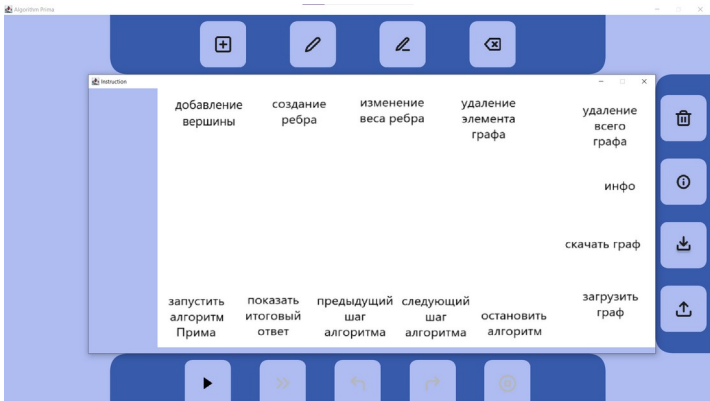 Algorithm Prima
Instruction
добавление
вершины
создание
ребра
изменение
веса ребра
удаление
элемента
графа
удаление
всего
графа
инфо
скачать граф
загрузить
граф
запустить
алгоритм
Прима
показать
итоговый
ответ
предыдущий
шаг
алгоритма
следующий
шаг
алгоритма
остановить
алгоритм